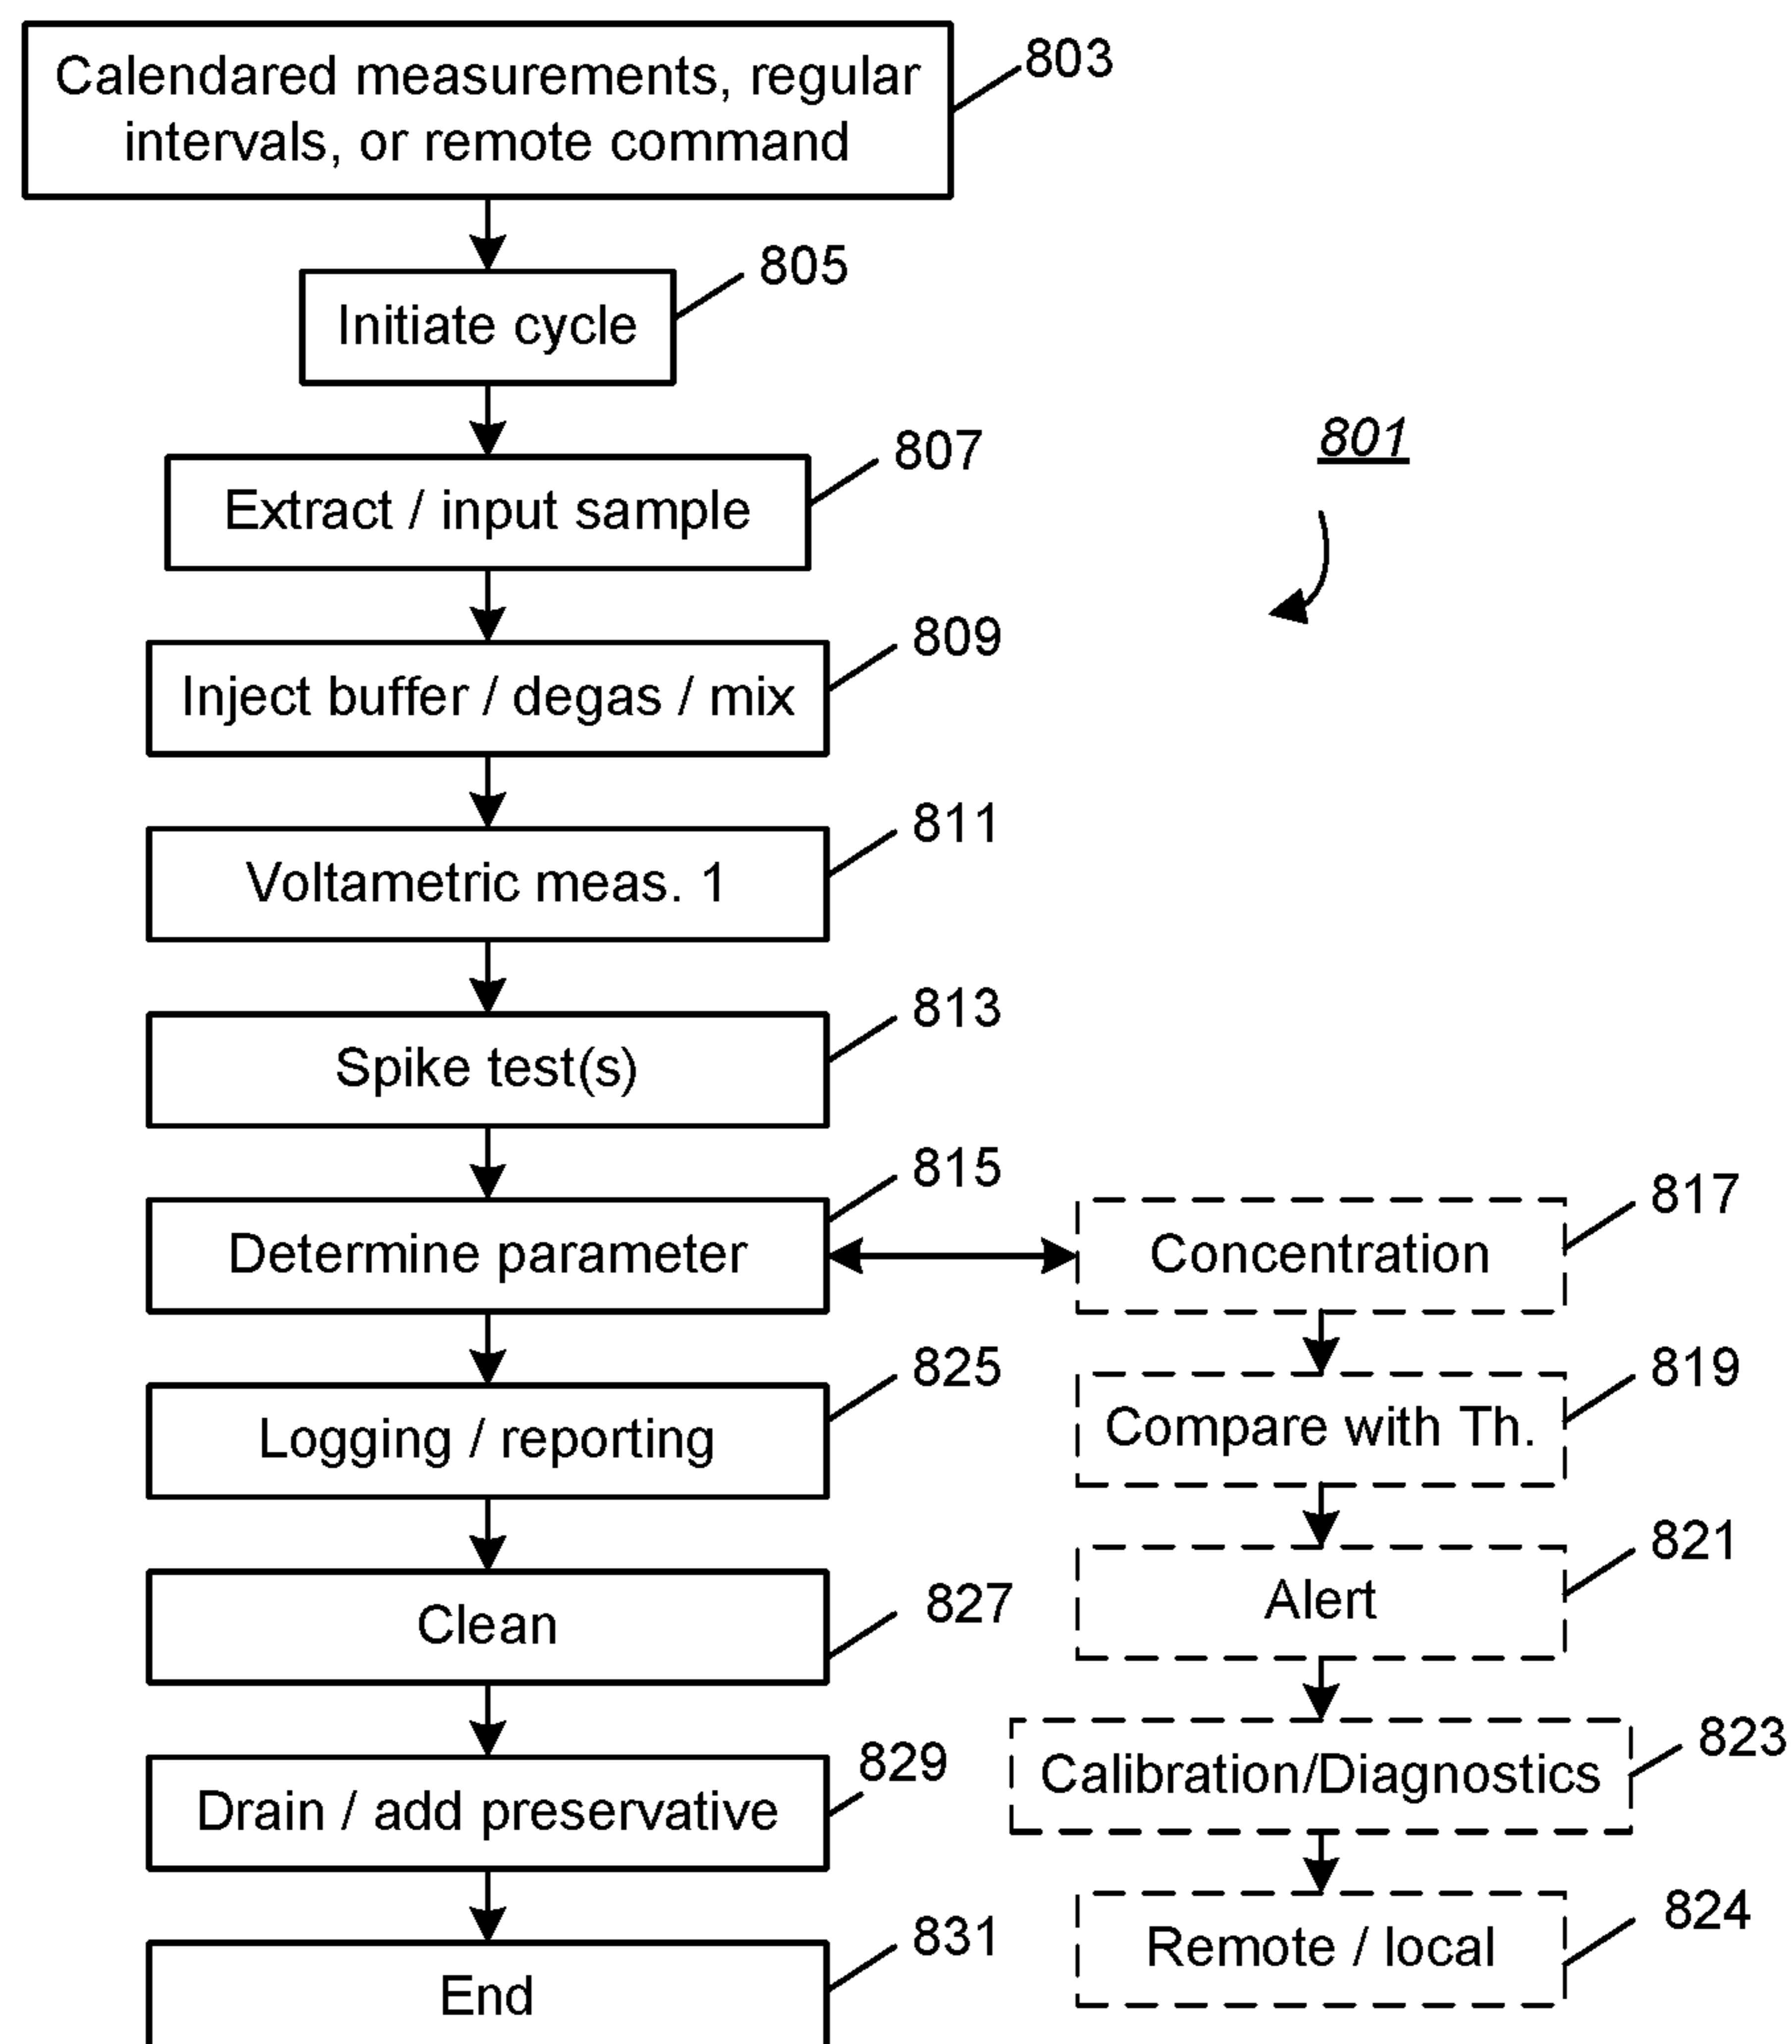 Calendared measurements, regular
intervals, or remote command
803
Initiate cycle
805
801
Extract / input sample
807
Inject buffer / degas / mix
809
Voltametric meas. 1
811
Spike test(s)
813
Determine parameter
815
Concentration
817
Logging / reporting
825
Compare with Th.
819
Clean
827
Alert
821
Drain / add preservative
829
Calibration/Diagnostics
823
End
831
Remote / local
824